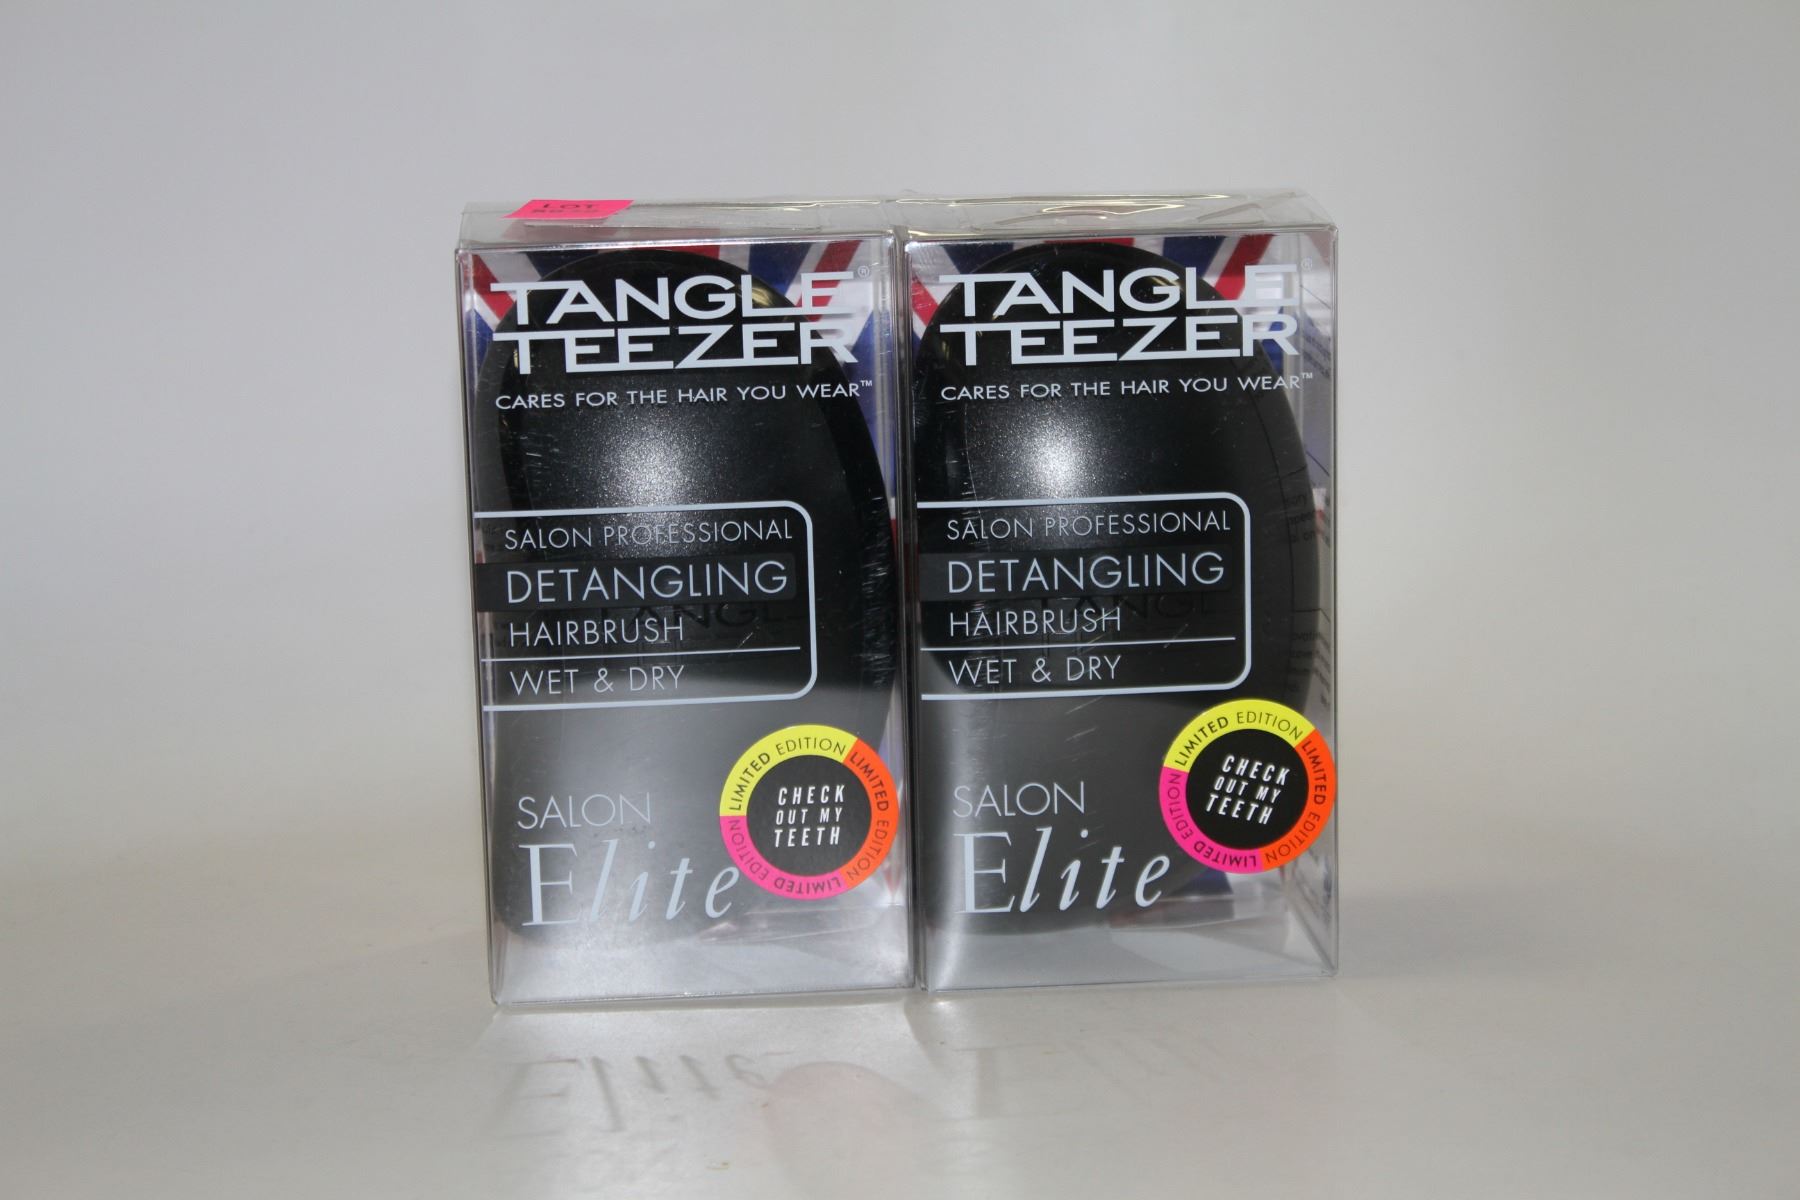 LOT
TANGLE®
TEEZER
CARES FOR THE HAIR YOU WEAR™
SALON PROFESSIONAL
DETANGLING
HAIRBRUSH
WET & DRY
SALON
Elite
LIMITED EDITION LIMITED EDITION LIMITED EDITION
CHECK
OUT MY
TEETH
TANGLE®
TEEZER
CARES FOR THE HAIR YOU WEAR™
SALON PROFESSIONAL
DETANGLING
HAIRBRUSH
WET & DRY
SALON
Elite
LIMITED EDITION LIMITED EDITION LIMITED EDITION
CHECK
OUT MY
TEETH